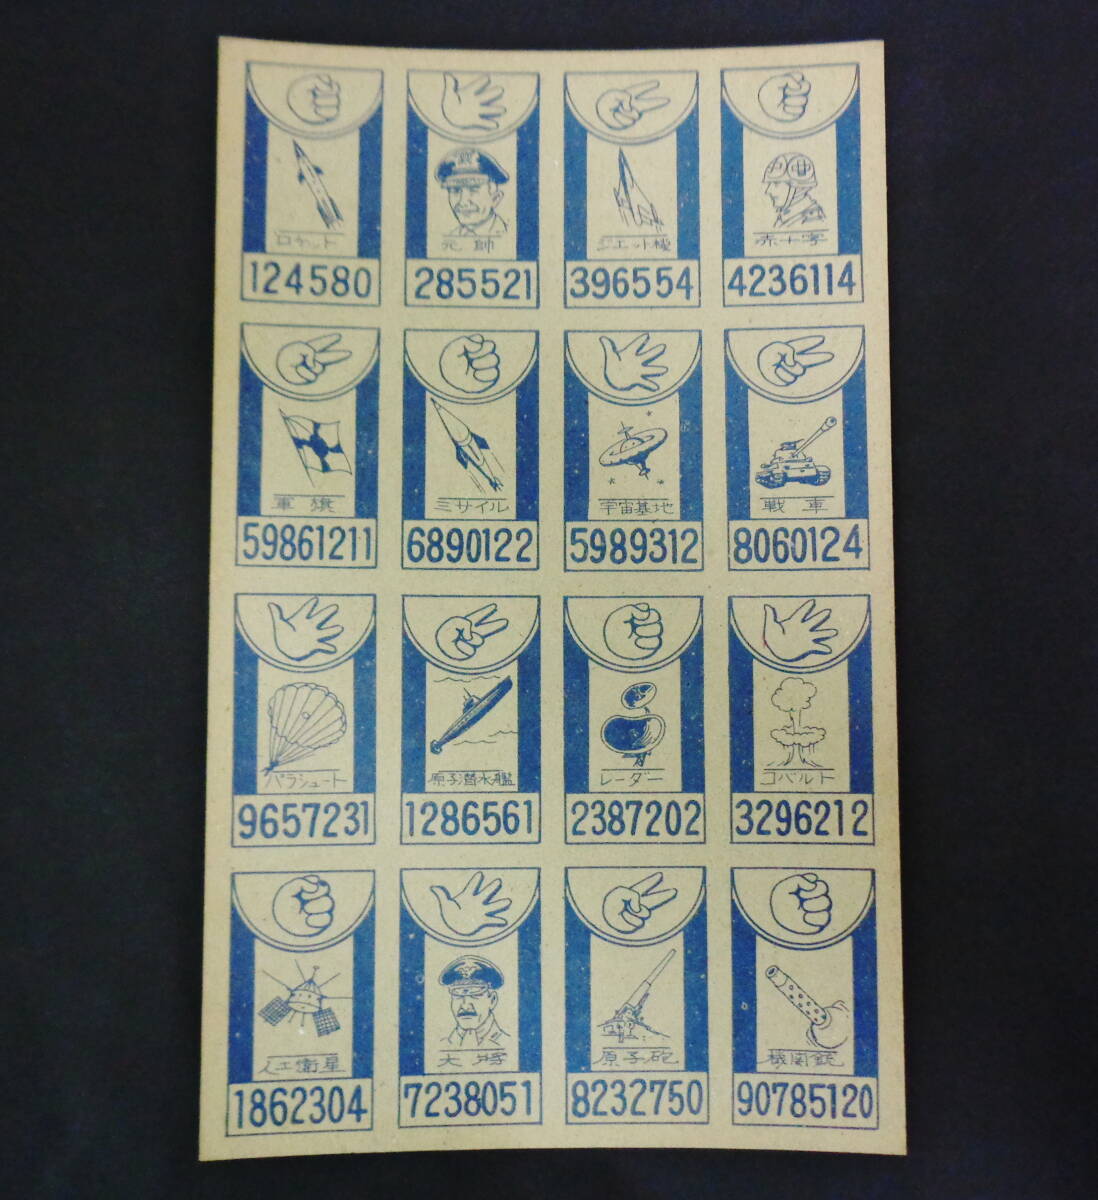 ロケット
元帥
ジェット機
赤十字
124580
285521
396554
4236114
軍旗
ミサイル
宇宙基地
戦車
59861211
6890122
5989312
8060124
パラシュート
原子潜水艦
レーダー
コバルト
9657231
1286561
2387202
3296212
人工衛星
大将
原子砲
機関銃
1862304
7238051
8232750
90785120